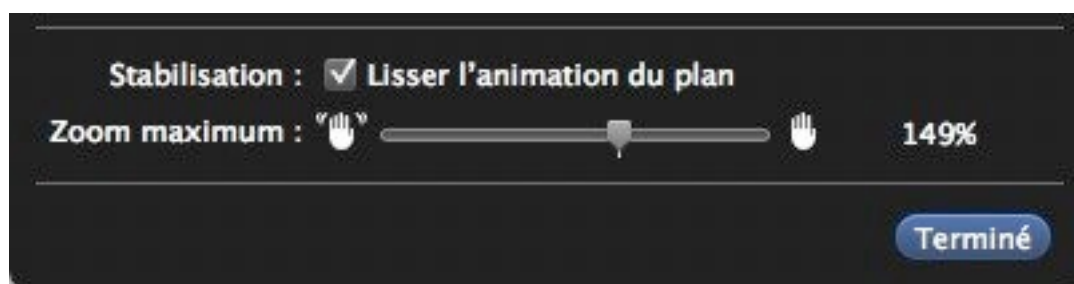 Stabilisation : Lisser l'animation du plan
Zoom maximum : 149%
Terminé